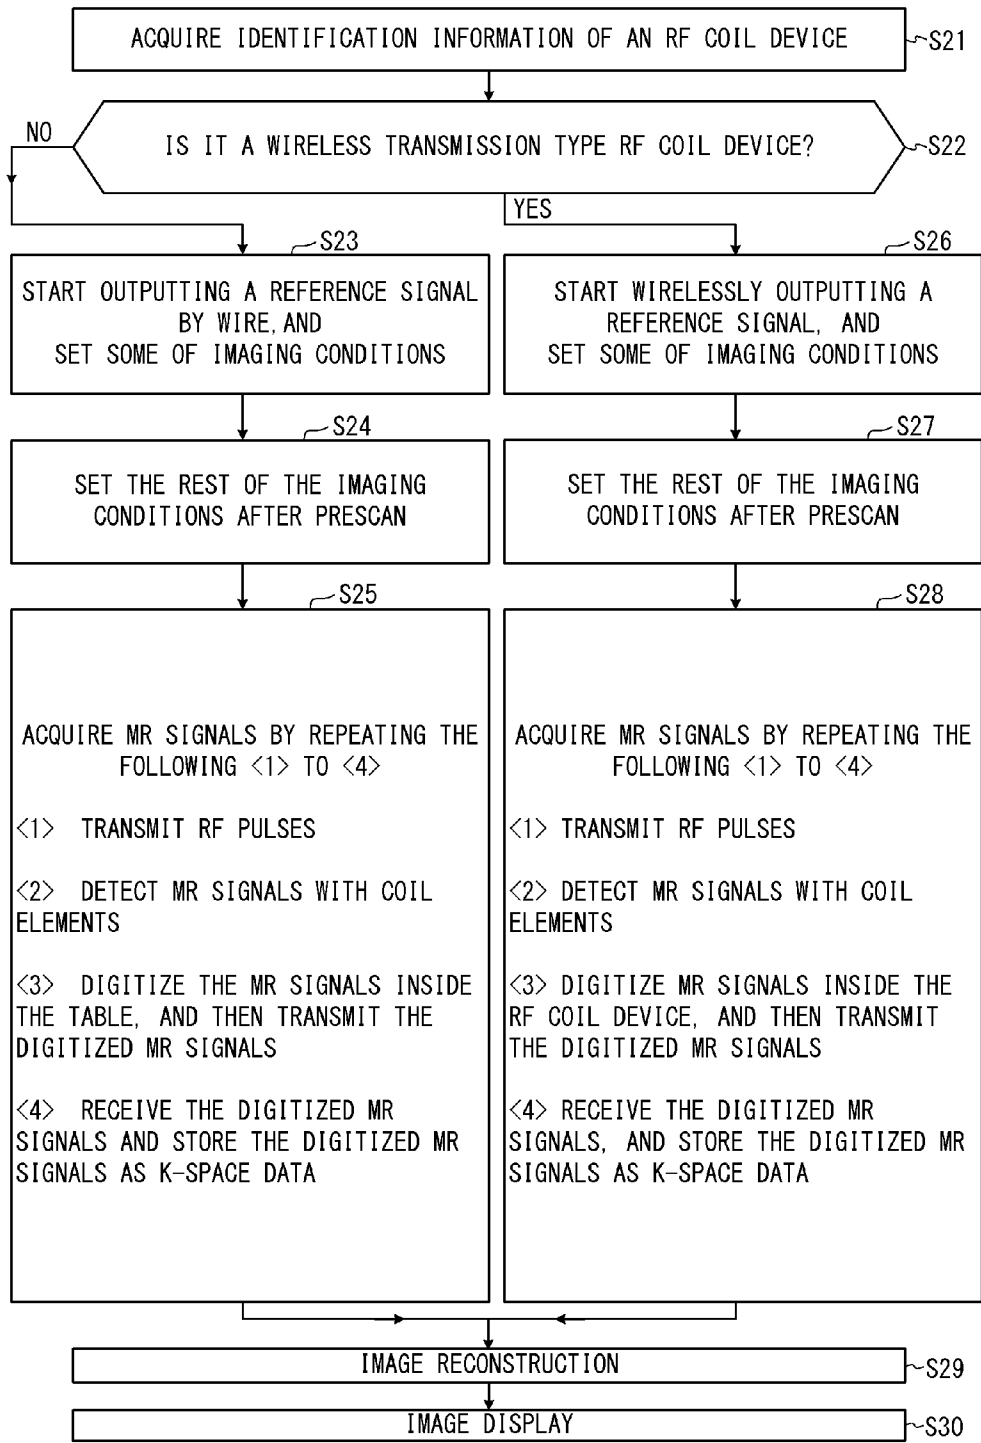 ACQUIRE IDENTIFICATION INFORMATION OF AN RF COIL DEVICE
S21
IS IT A WIRELESS TRANSMISSION TYPE RF COIL DEVICE?
S22
NO
YES
S23
START OUTPUTTING A REFERENCE SIGNAL
BY WIRE, AND
SET SOME OF IMAGING CONDITIONS
S26
START WIRELESSLY OUTPUTTING A
REFERENCE SIGNAL, AND
SET SOME OF IMAGING CONDITIONS
S24
SET THE REST OF THE IMAGING
CONDITIONS AFTER PRESCAN
S27
SET THE REST OF THE IMAGING
CONDITIONS AFTER PRESCAN
S25
ACQUIRE MR SIGNALS BY REPEATING THE
FOLLOWING <1> TO <4>
<1> TRANSMIT RF PULSES
<2> DETECT MR SIGNALS WITH COIL
ELEMENTS
<3> DIGITIZE THE MR SIGNALS INSIDE
THE TABLE, AND THEN TRANSMIT THE
DIGITIZED MR SIGNALS
<4> RECEIVE THE DIGITIZED MR
SIGNALS AND STORE THE DIGITIZED MR
SIGNALS AS K-SPACE DATA
S28
ACQUIRE MR SIGNALS BY REPEATING THE
FOLLOWING <1> TO <4>
<1> TRANSMIT RF PULSES
<2> DETECT MR SIGNALS WITH COIL
ELEMENTS
<3> DIGITIZE MR SIGNALS INSIDE THE
RF COIL DEVICE, AND THEN TRANSMIT
THE DIGITIZED MR SIGNALS
<4> RECEIVE THE DIGITIZED MR
SIGNALS, AND STORE THE DIGITIZED MR
SIGNALS AS K-SPACE DATA
IMAGE RECONSTRUCTION
S29
IMAGE DISPLAY
S30